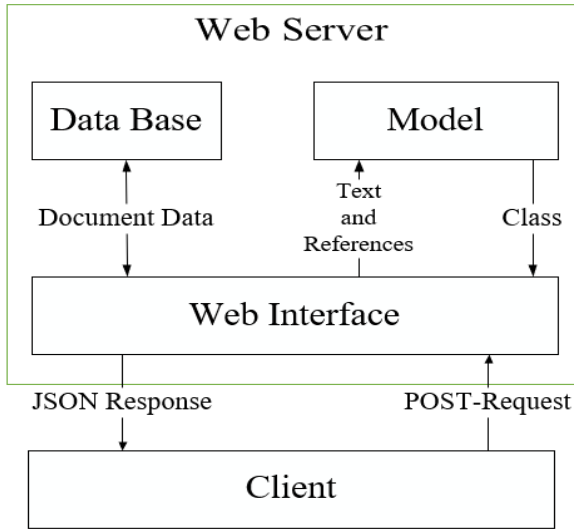 Web Server
Data Base
Model
Document Data
Text
and
References
Class
Web Interface
JSON Response
POST-Request
Client